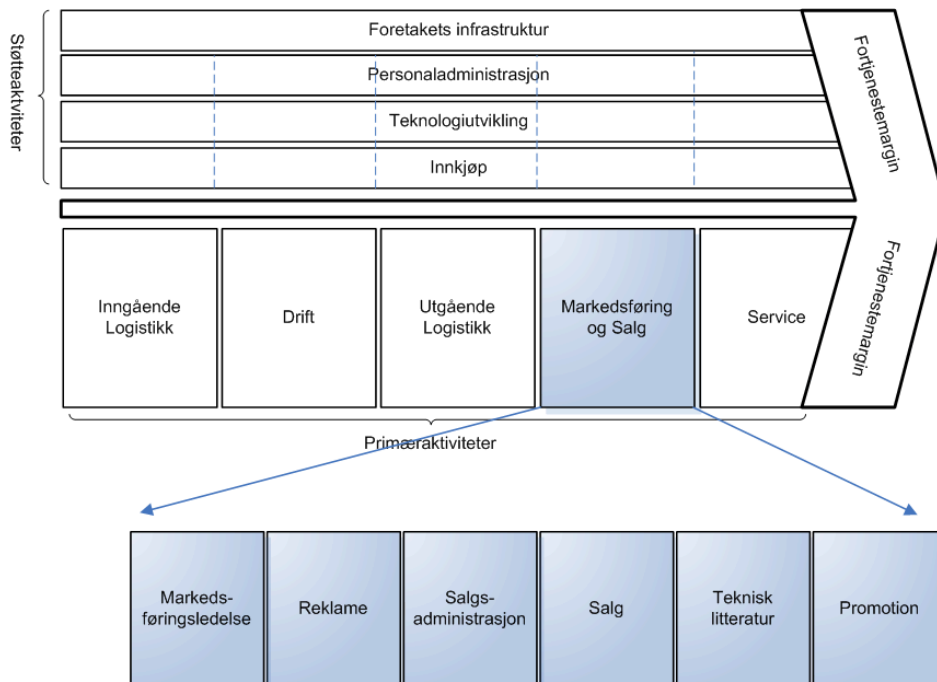 Støtteaktviteter
Foretakets infrastruktur
Personaladministrasjon
Teknologiutvikling
Innkjøp
Fortjenestemargin
Fortjenestemargin
Inngående
Logistikk
Drift
Utgående
Logistikk
Markedsføring
og Salg
Service
Primæraktiviteter
Markeds-
føringsledelse
Reklame
Salgs-
administrasjon
Salg
Teknisk
litteratur
Promotion